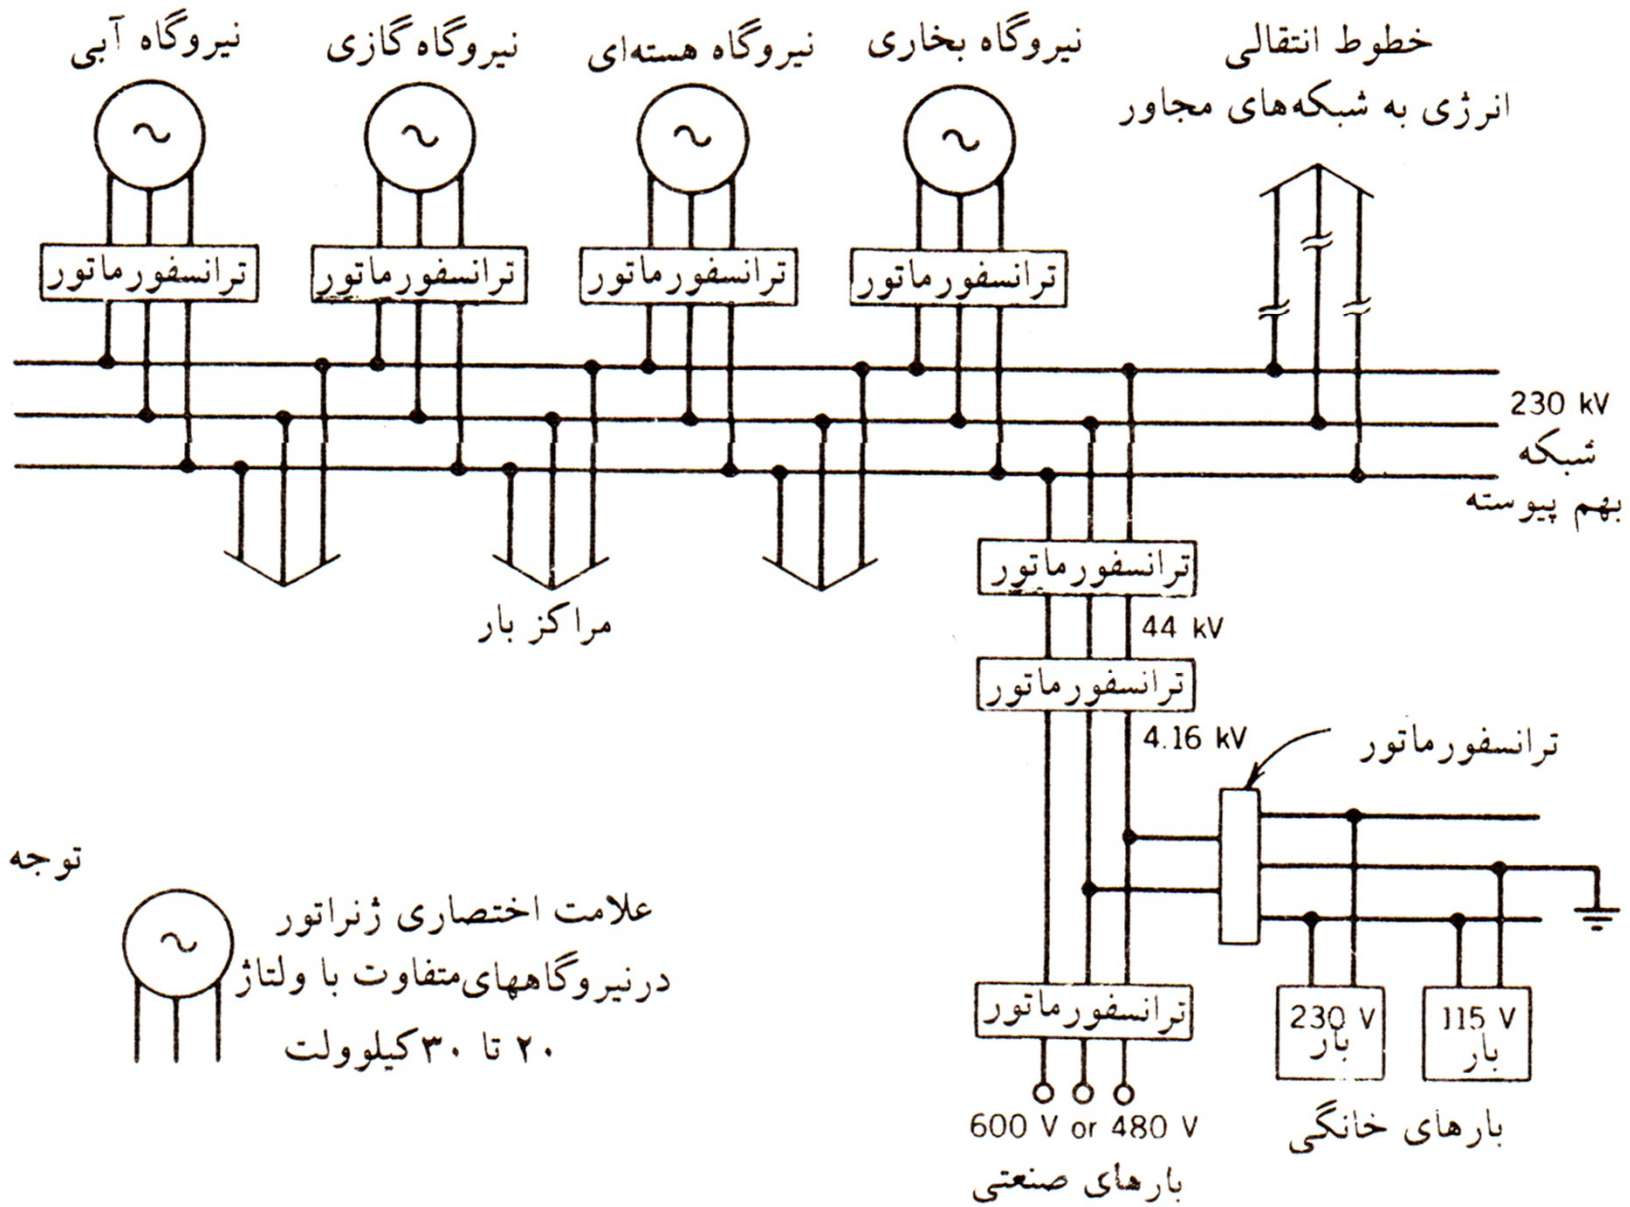 نیروگاه آبی
نیروگاه گازی
نیروگاه هسته‌ای
نیروگاه بخاری
خطوط انتقالی
انرژی به شبکه‌های مجاور
ترانسفورماتور
ترانسفورماتور
ترانسفورماتور
ترانسفورماتور
230 kV
شبکه
بهم پیوسته
ترانسفورماتور
مراکز بار
44 kV
ترانسفورماتور
4.16 kV
ترانسفورماتور
توجه
علامت اختصاری ژنراتور
درنیروگاههای متفاوت با ولتاژ
۲۰ تا ۳۰ کیلوولت
ترانسفورماتور
230 V
بار
115 V
بار
600 V or 480 V
بارهای صنعتی
بارهای خانگی